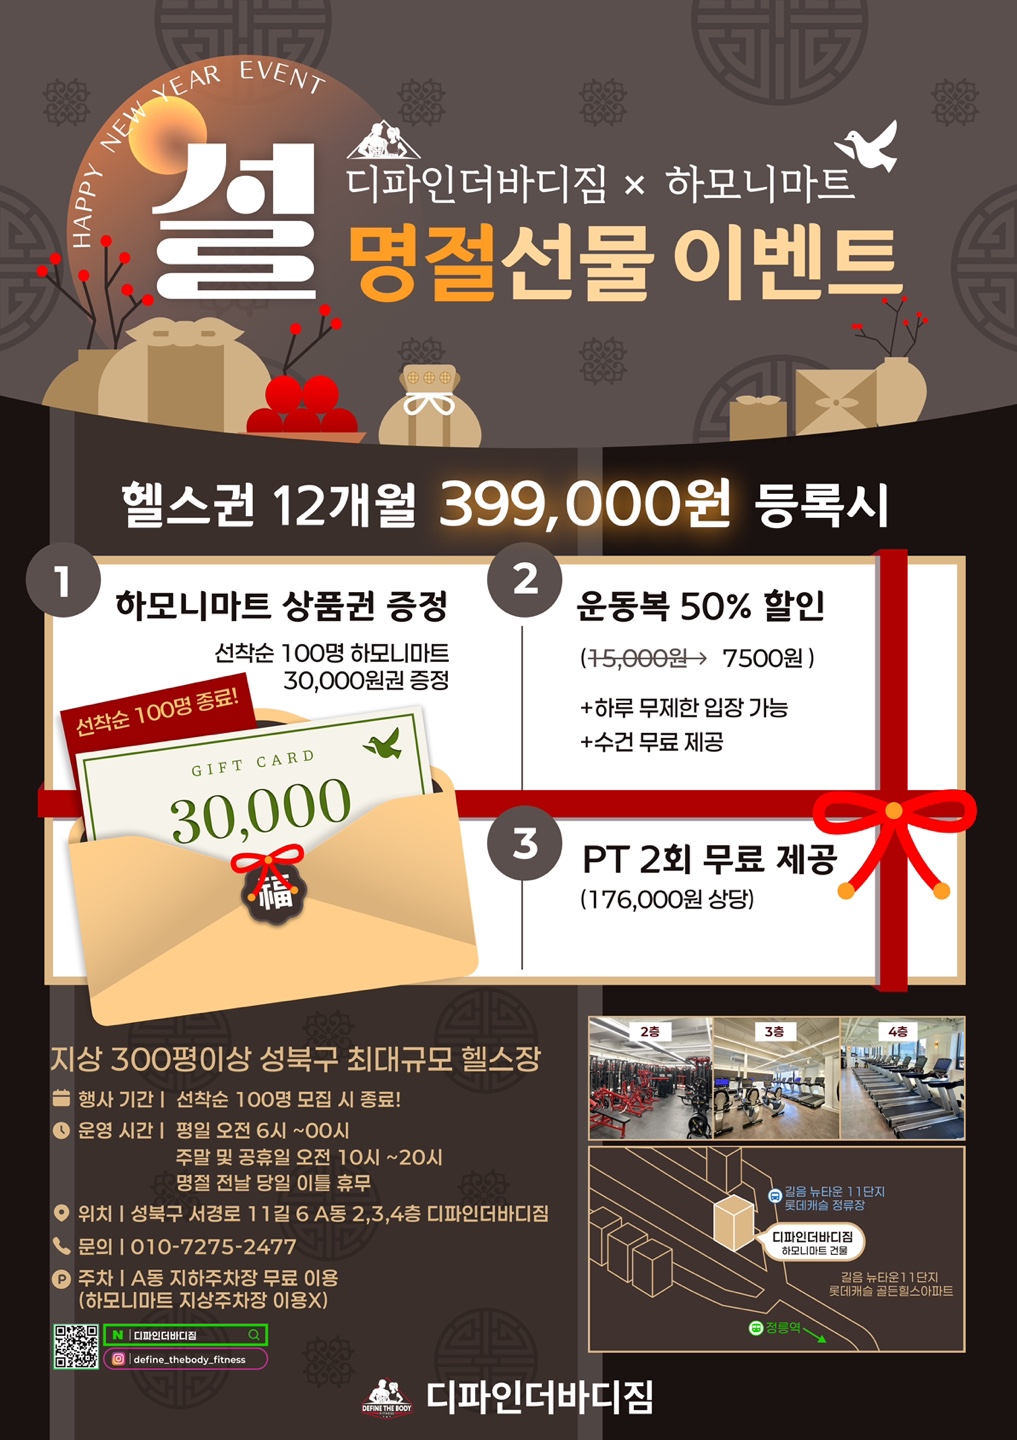 HAPPY NEW YEAR EVENT
설
디파인더바디짐 × 하모니마트
명절선물 이벤트
헬스권 12개월 399,000원 등록시
1
하모니마트 상품권 증정
선착순 100명 하모니마트
30,000원권 증정
선착순 100명 종료!
GIFT CARD
30,000
福
2
운동복 50% 할인
(15,000원→ 7500원 )
+하루 무제한 입장 가능
+수건 무료 제공
3
PT 2회 무료 제공
(176,000원 상당)
지상 300평이상 성북구 최대규모 헬스장
행사 기간ㅣ 선착순 100명 모집 시 종료!
운영 시간ㅣ 평일 오전 6시 ~00시
주말 및 공휴일 오전 10시 ~20시
명절 전날 당일 이틀 휴무
위치ㅣ성북구 서경로 11길 6 A동 2,3,4층 디파인더바디짐
문의ㅣ010-7275-2477
P 주차ㅣA동 지하주차장 무료 이용
(하모니마트 지상주차장 이용X)
N 디파인더바디짐
define_thebody_fitness
2층
3층
4층
길음 뉴타운 11단지
롯데캐슬 정류장
디파인더바디짐
하모니마트 건물
길음 뉴타운11단지
롯데캐슬 골든힐스아파트
정릉역
DEFINE THE BODY
디파인더바디짐